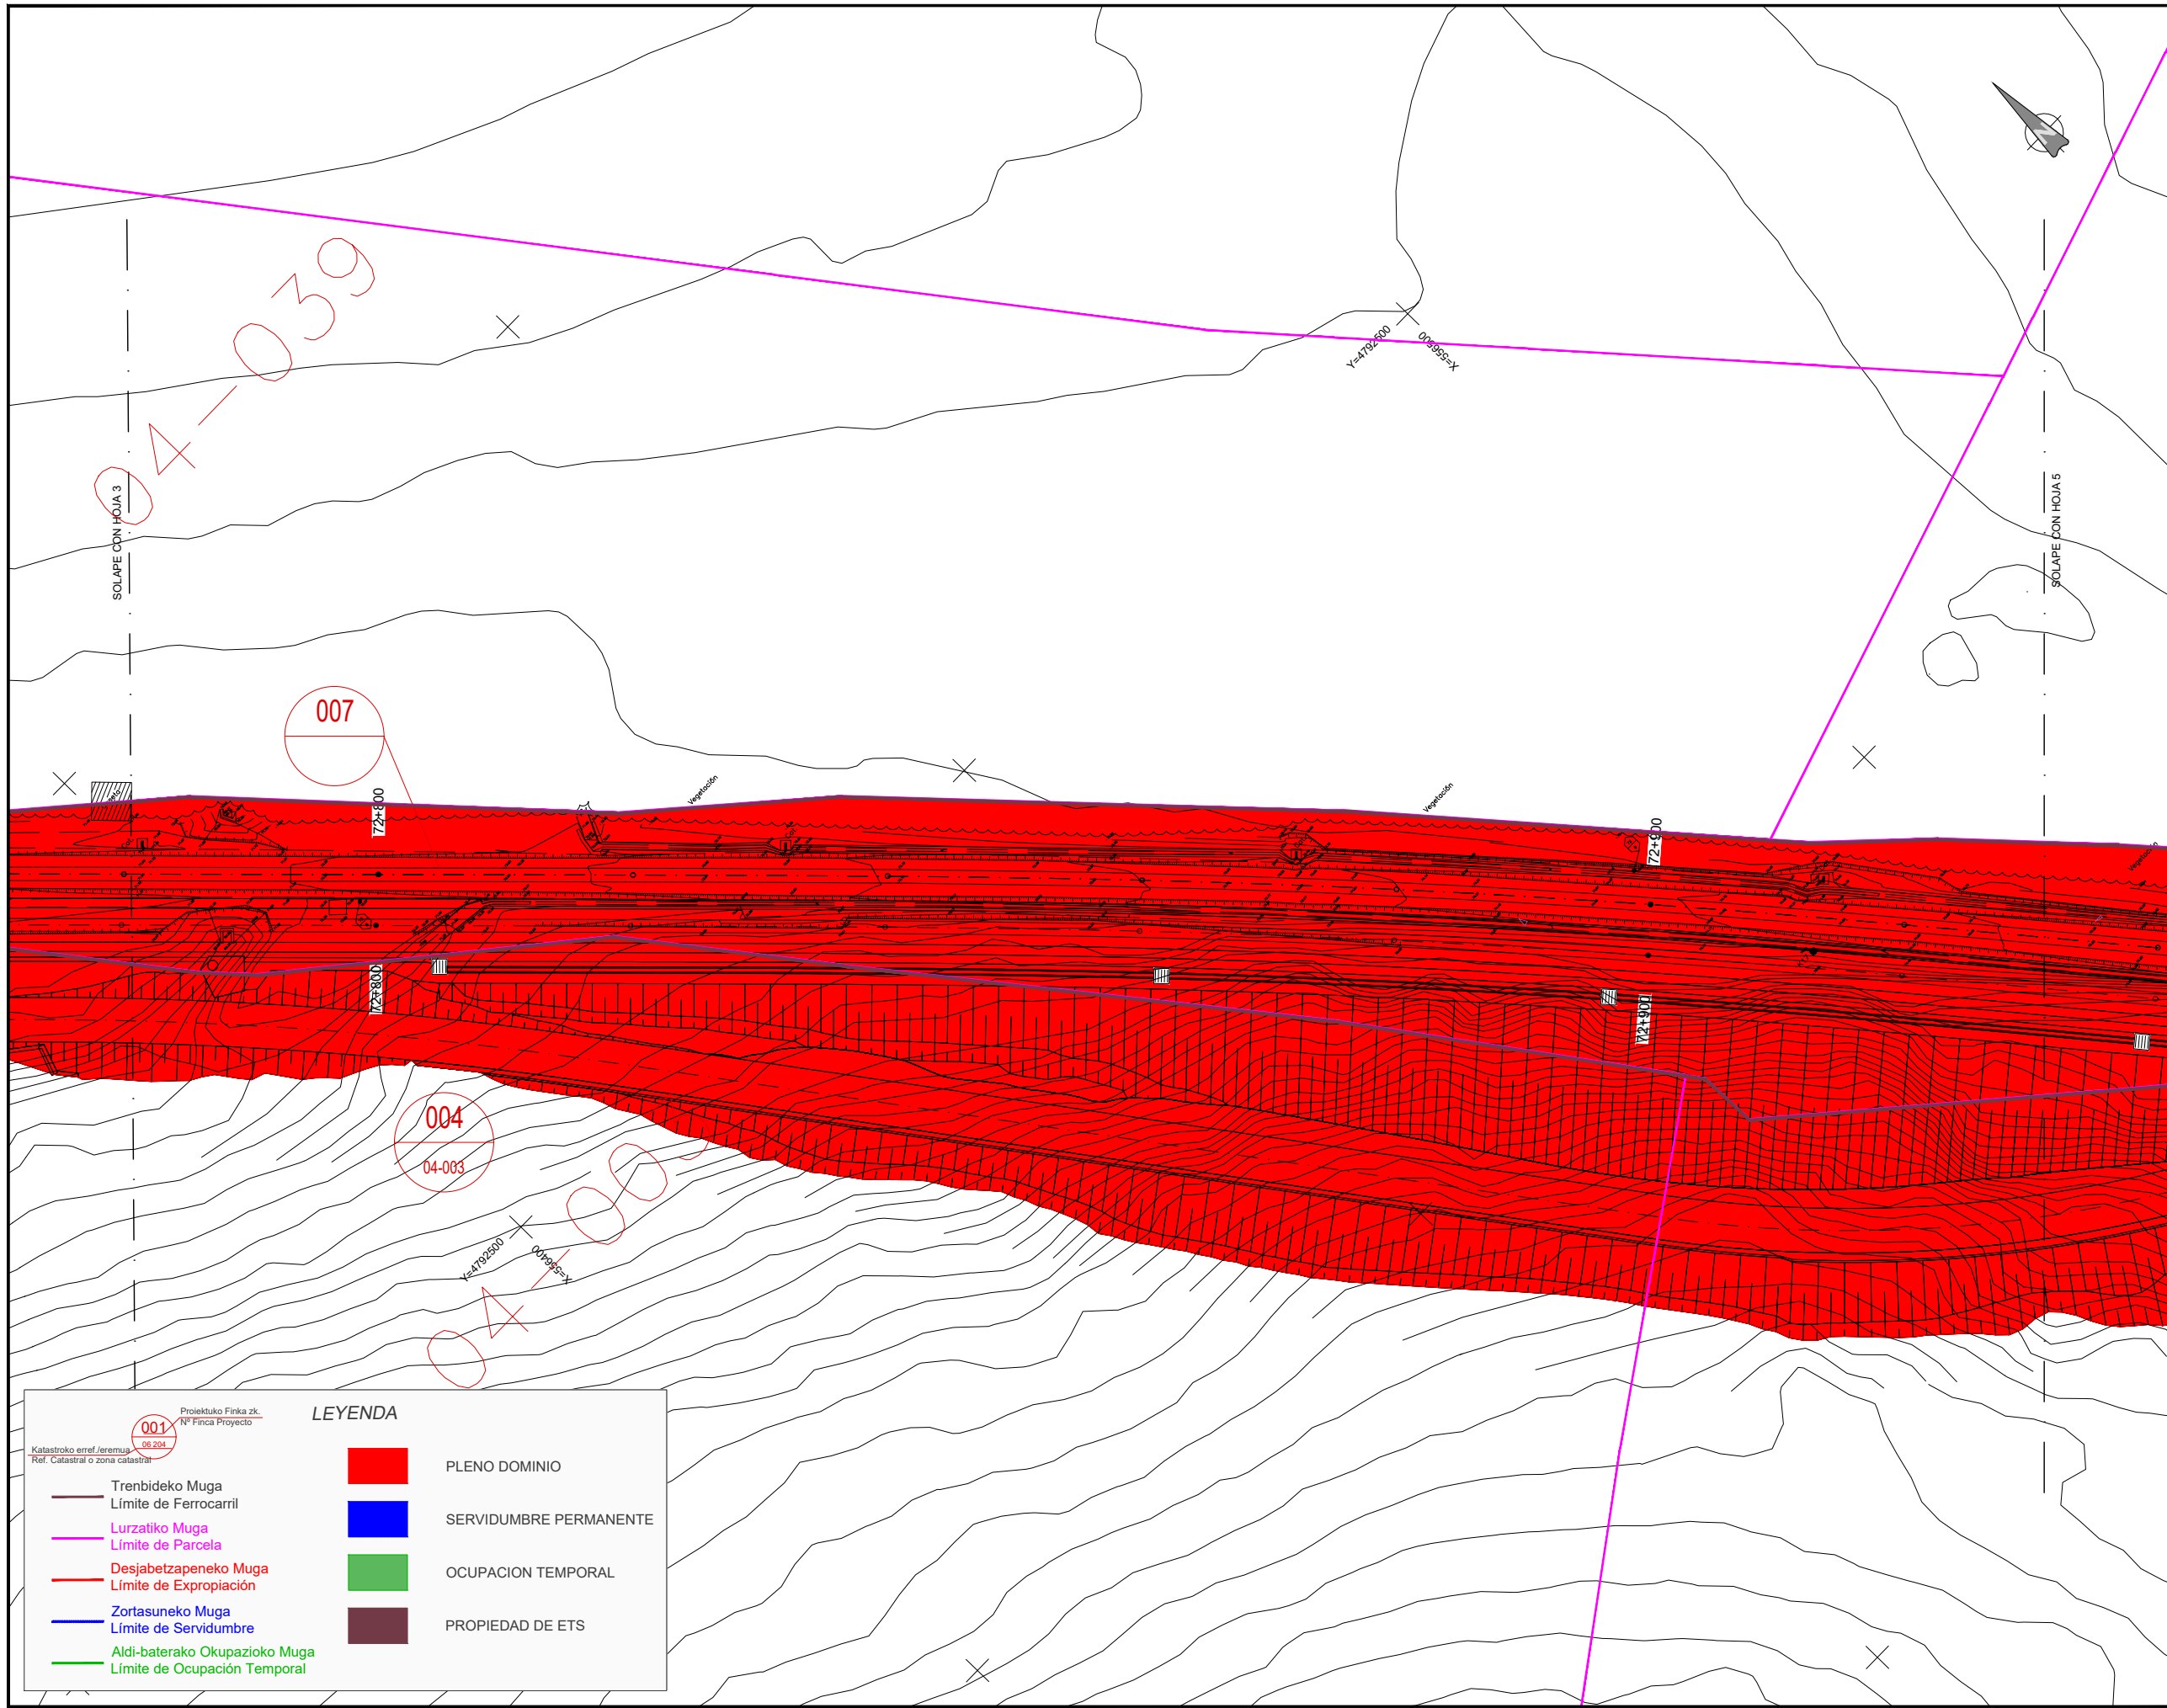 N
04-039
Y=4792500
X=556500
SOLAPE CON HOJA 3
SOLAPE CON HOJA 5
007
72+800
Vegetación
Vegetación
72+900
Vegetación
72+800
72+900
004
04-003
Y=4792500
X=556400
LEYENDA
Proiektuko Finka zk.
Nº Finca Proyecto
001
06 204
Katastroko erref./eremua
Ref. Catastral o zona catastral
Trenbideko Muga
Límite de Ferrocarril
Lurzatiko Muga
Límite de Parcela
Desjabetzapeneko Muga
Límite de Expropiación
Zortasuneko Muga
Límite de Servidumbre
Aldi-baterako Okupazioko Muga
Límite de Ocupación Temporal
PLENO DOMINIO
SERVIDUMBRE PERMANENTE
OCUPACION TEMPORAL
PROPIEDAD DE ETS